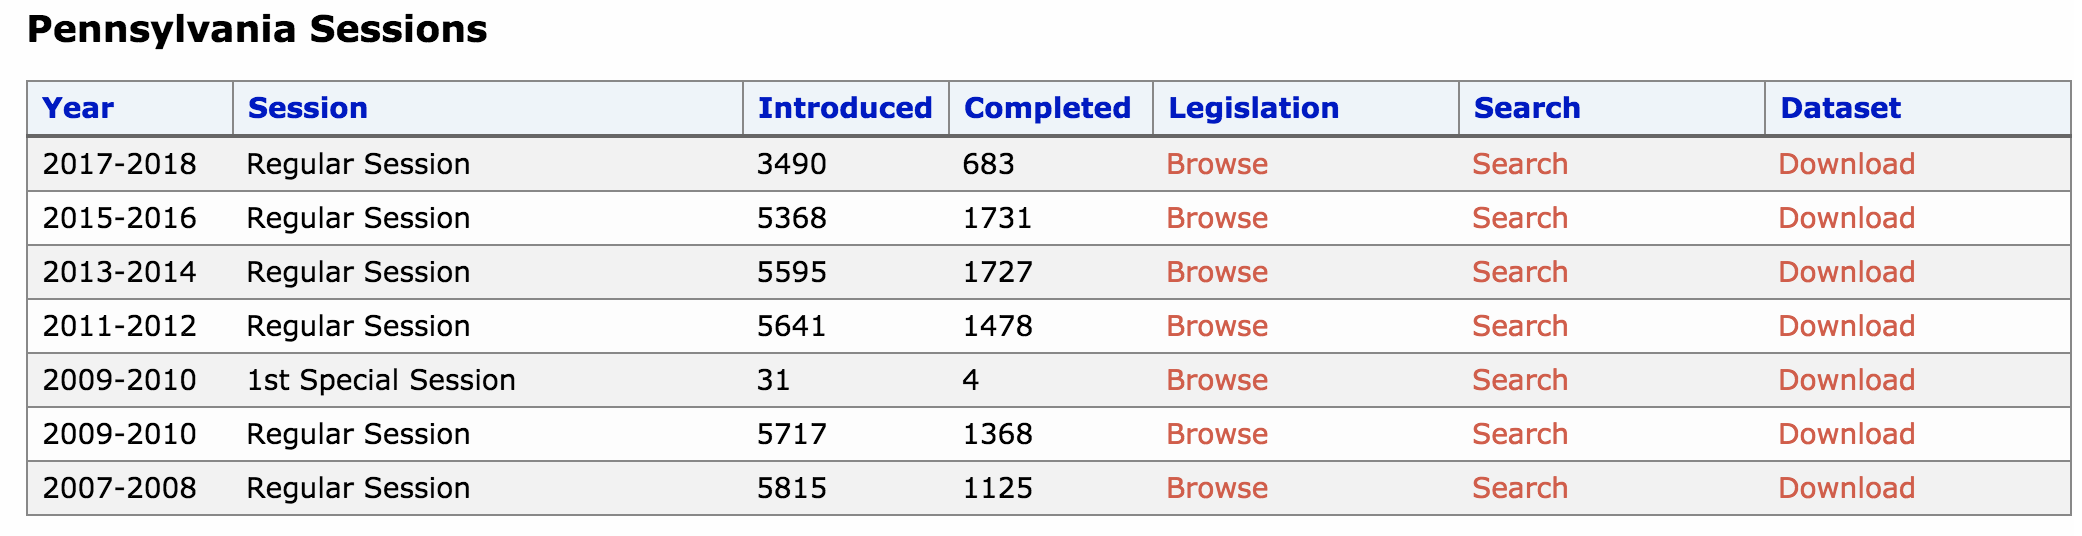 Pennsylvania Sessions
Year Session Introduced Completed Legislation Search Dataset
2017-2018 Regular Session 3490 683 Browse Search Download
2015-2016 Regular Session 5368 1731 Browse Search Download
2013-2014 Regular Session 5595 1727 Browse Search Download
2011-2012 Regular Session 5641 1478 Browse Search Download
2009-2010 1st Special Session 31 4 Browse Search Download
2009-2010 Regular Session 5717 1368 Browse Search Download
2007-2008 Regular Session 5815 1125 Browse Search Download